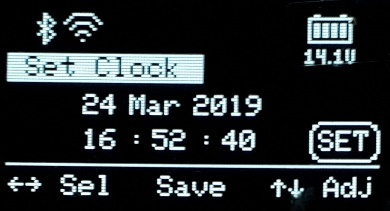 14.1V
Set Clock
24 Mar 2019
16 : 52 : 40
SET
↔ Sel Save ↑↓ Adj